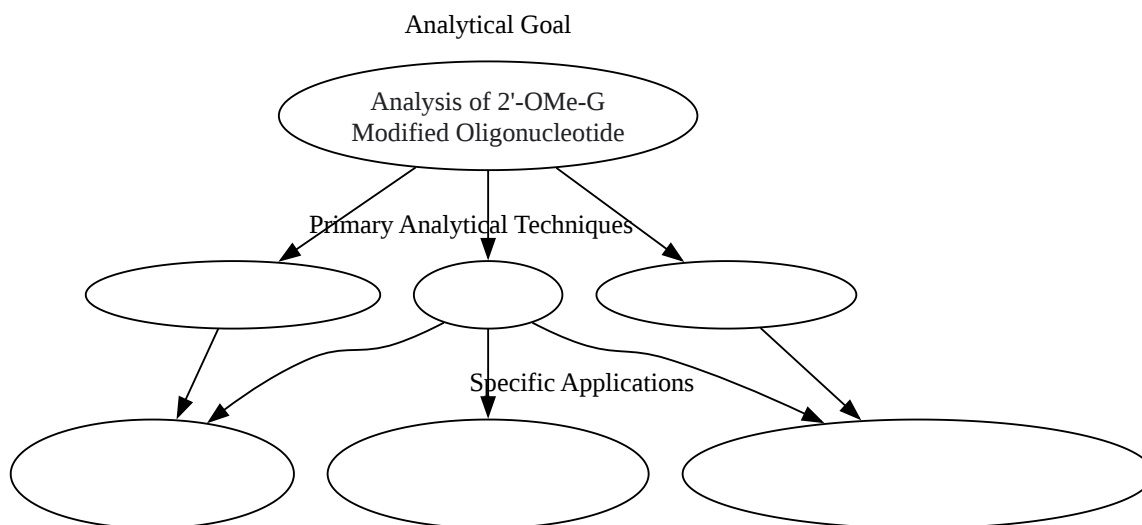 Analytical Goal
Analysis of 2'-OMe-G
Modified Oligonucleotide
Primary Analytical Techniques
Specific Applications